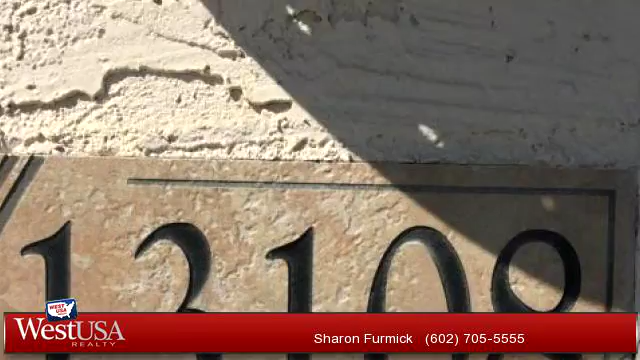 13108
WEST
USA
WESTUSA
REALTY
Sharon Furmick (602) 705-5555